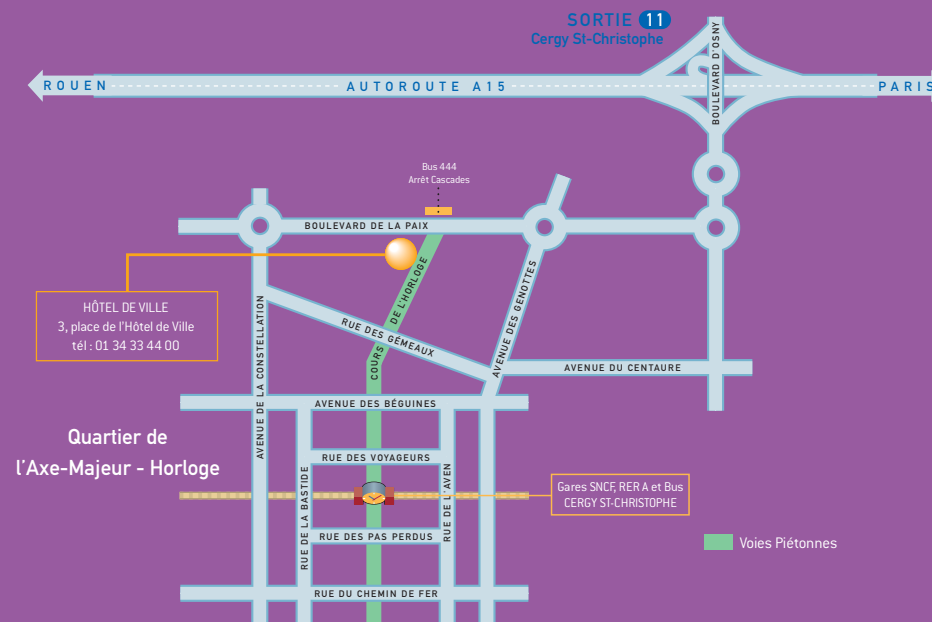 SORTIE 11
Cergy St-Christophe
BOULEVARD D'OSNY
ROUEN
AUTOROUTE A15
PARIS
Bus 444
Arrêt Cascades
BOULEVARD DE LA PAIX
COURS DE L'HORLOGE
AVENUE DES GENOTTES
HÔTEL DE VILLE
3, place de l'Hôtel de Ville
tél : 01 34 33 44 00
AVENUE DE LA CONSTELLATION
RUE DES GÉMEAUX
AVENUE DU CENTAURE
AVENUE DES BÉGUINES
Quartier de
l'Axe-Majeur - Horloge
RUE DES VOYAGEURS
RUE DE LA BASTIDE
RUE DE L'AVEN
Gares SNCF, RER A et Bus
CERGY ST-CHRISTOPHE
RUE DES PAS PERDUS
Voies Piétonnes
RUE DU CHEMIN DE FER